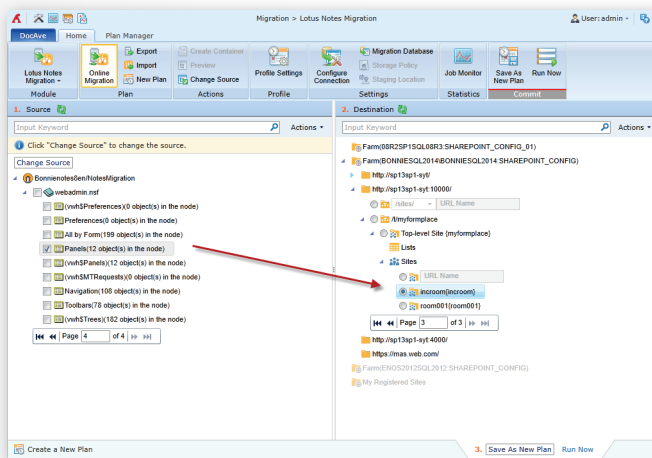 Migration > Lotus Notes Migration
User: admin
DocAve
Home
Plan Manager
Lotus Notes Migration
Online Migration
Export
Import
New Plan
Create Container
Preview
Change Source
Profile Settings
Configure Connection
Migration Database
Storage Policy
Staging Location
Job Monitor
Save As New Plan
Run Now
Module
Plan
Actions
Profile
Settings
Statistics
Commit
1. Source
Input Keyword
Actions
Click "Change Source" to change the source.
Change Source
Bonnienotes8en/NotesMigration
webadmin.nsf
(vwh$Preferences)(0 object(s) in the node)
Preferences(0 object(s) in the node)
All by Form(199 object(s) in the node)
Panels(12 object(s) in the node)
(vwh$Panels)(12 object(s) in the node)
(vwh$MTRequests)(0 object(s) in the node)
Navigation(108 object(s) in the node)
Toolbars(78 object(s) in the node)
(vwh$Trees)(182 object(s) in the node)
Page 4 of 4
2. Destination
Input Keyword
Actions
Farm(08R2SP1SQL08R3:SHAREPOINT_CONFIG_01)
Farm(BONNIESQL2014\BONNIESQL2014:SHAREPOINT_CONFIG)
http://sp13sp1-syt/
http://sp13sp1-syt:10000/
/sites/ URL Name
/t/myformplace
Top-level Site {myformplace}
Lists
Sites
URL Name
incroom{incroom}
room001{room001}
Page 3 of 3
http://sp13sp1-syt:4000/
https://mas.web.com/
Farm(ENOS2012SQL2012:SHAREPOINT_CONFIG)
My Registered Sites
Create a New Plan
3. Save As New Plan Run Now